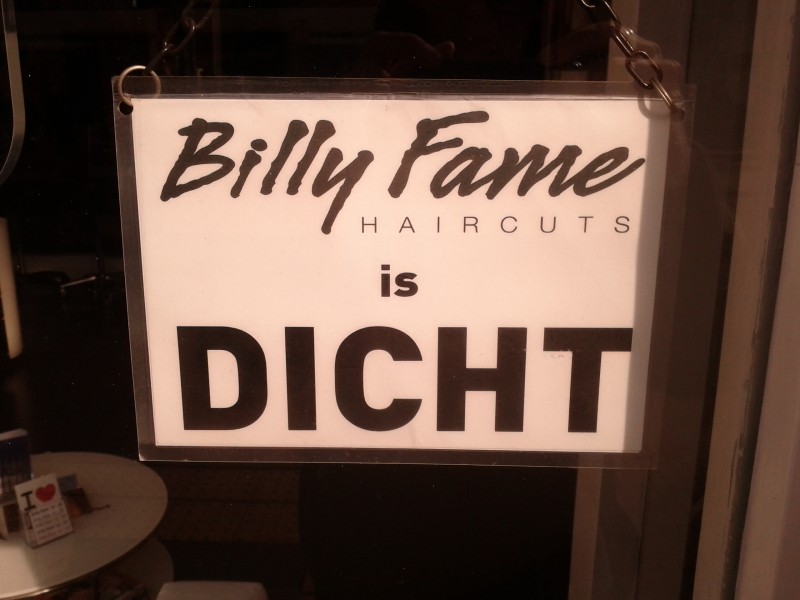 Billy Fame
HAIRCUTS
is
DICHT
I